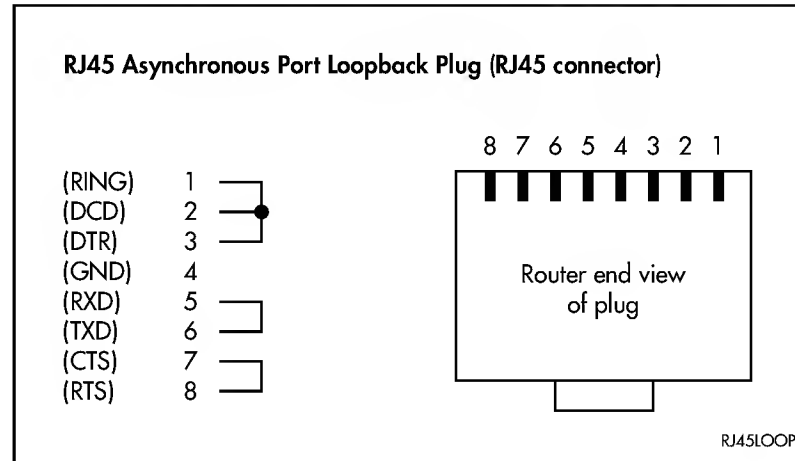 RJ45 Asynchronous Port Loopback Plug (RJ45 connector)
8 7 6 5 4 3 2 1
(RING) 1
(DCD) 2
(DTR) 3
(GND) 4
(RXD) 5
(TXD) 6
(CTS) 7
(RTS) 8
Router end view
of plug
RJ45LOOP